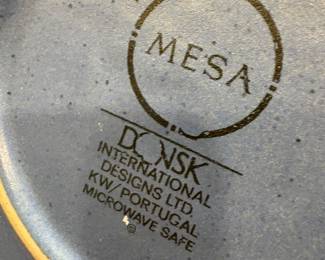 MESA
DANSK
INTERNATIONAL
DESIGNS LTD.
KW/PORTUGAL
MICROWAVE SAFE
©